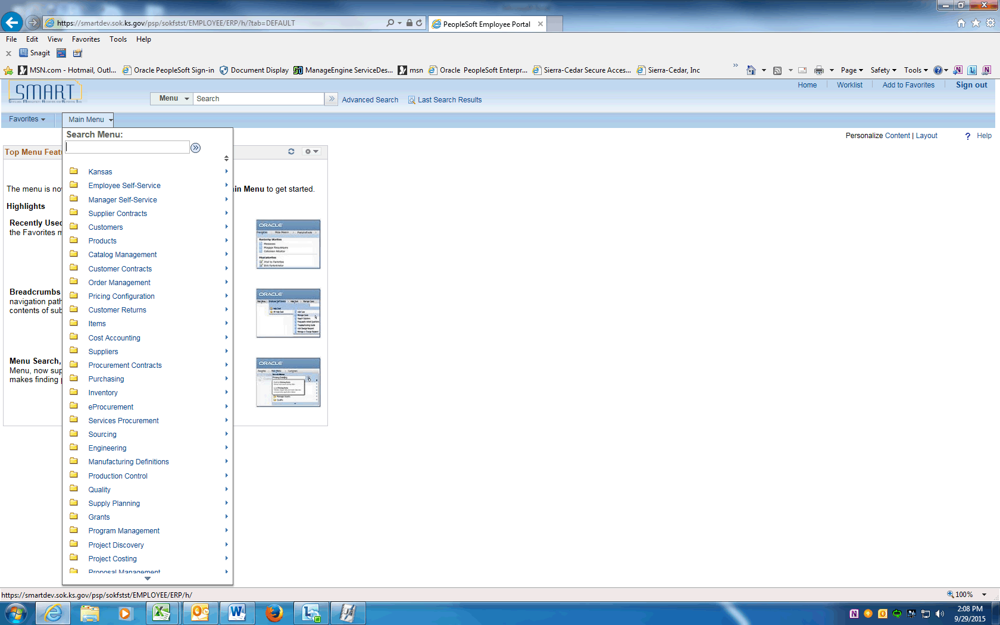 https://smartdev.sok.ks.gov/psp/sokfstst/EMPLOYEE/ERP/h/?tab=DEFAULT
PeopleSoft Employee Portal
File Edit View Favorites Tools Help
x Snagit
MSN.com - Hotmail, Outl... Oracle PeopleSoft Sign-in Document Display ManageEngine ServiceDes... msn Oracle PeopleSoft Enterpr... Sierra-Cedar Secure Acces... Sierra-Cedar, Inc » Page Safety Tools
SMART
Home Worklist Add to Favorites Sign out
Menu Search » Advanced Search Last Search Results
Favorites Main Menu
Personalize Content | Layout ? Help
Search Menu:
Top Menu Featu
Kansas
Employee Self-Service
The menu is no
in Menu to get started.
Manager Self-Service
Highlights
Supplier Contracts
Recently Used
Customers
the Favorites m
Products
Catalog Management
Customer Contracts
Order Management
Breadcrumbs
Pricing Configuration
navigation path
Customer Returns
contents of sub
Items
Cost Accounting
Suppliers
Menu Search,
Procurement Contracts
Menu, now sup
Purchasing
makes finding p
Inventory
eProcurement
Services Procurement
Sourcing
Engineering
Manufacturing Definitions
Production Control
Quality
Supply Planning
Grants
Program Management
Project Discovery
Project Costing
Proposal Management
ORACLE
ORACLE
ORACLE
https://smartdev.sok.ks.gov/psp/sokfstst/EMPLOYEE/ERP/h/
100%
2:08 PM
9/29/2015